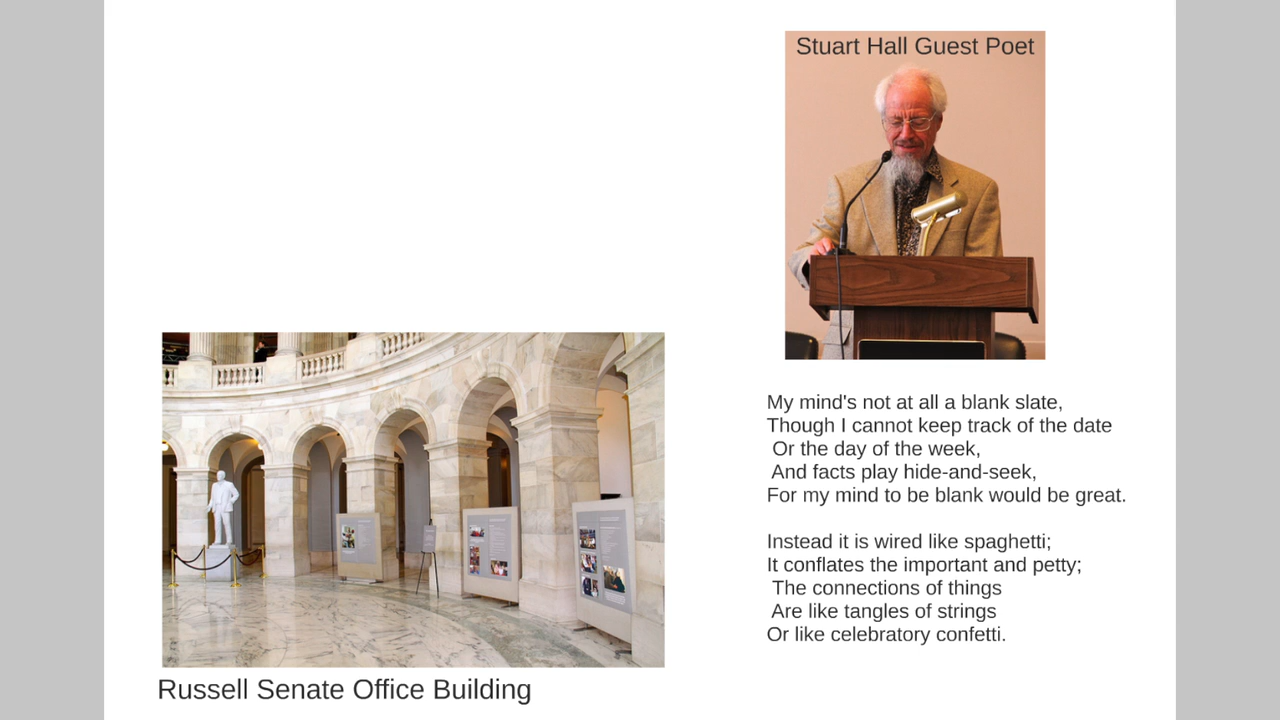 Stuart Hall Guest Poet
My mind's not at all a blank slate,
Though I cannot keep track of the date
Or the day of the week,
And facts play hide-and-seek,
For my mind to be blank would be great.
Instead it is wired like spaghetti;
It conflates the important and petty;
The connections of things
Are like tangles of strings
Or like celebratory confetti.
Russell Senate Office Building